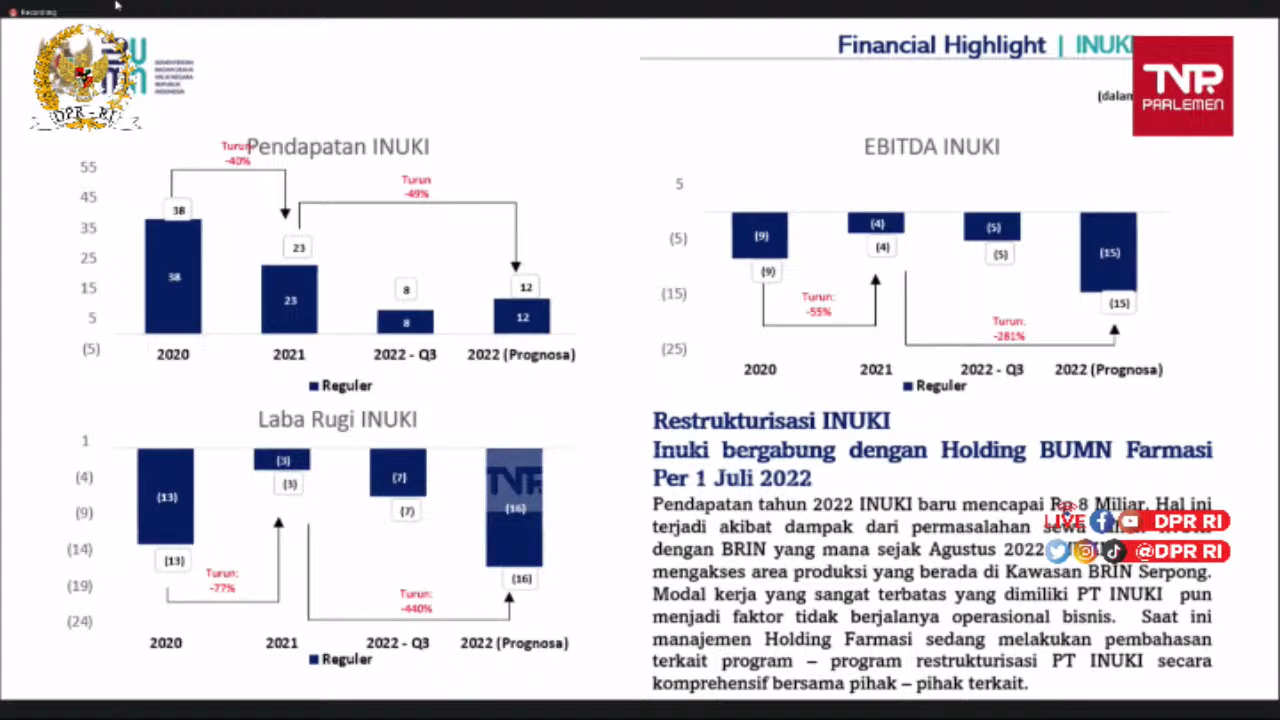 Recording
DPR - RI
KEMENTERIAN
BADAN USAHA
MILIK NEGARA
REPUBLIK
INDONESIA
Financial Highlight | INUKI
(dalam
TVR
PARLEMEN
Pendapatan INUKI
Turun:
-40%
Turun
-49%
55
45
35
25
15
5
(5)
38
38
23
23
8
8
12
12
2020
2021
2022 - Q3
2022 (Prognosa)
Reguler
EBITDA INUKI
5
(5)
(15)
(25)
(9)
(9)
(4)
(4)
(5)
(5)
(15)
(15)
Turun:
-55%
Turun:
-281%
2020
2021
2022 - Q3
2022 (Prognosa)
Reguler
Laba Rugi INUKI
1
(4)
(9)
(14)
(19)
(24)
(13)
(13)
(3)
(3)
(7)
(7)
(16)
(16)
Turun:
-77%
Turun:
-440%
2020
2021
2022 - Q3
2022 (Prognosa)
Reguler
Restrukturisasi INUKI
Inuki bergabung dengan Holding BUMN Farmasi
Per 1 Juli 2022
Pendapatan tahun 2022 INUKI baru mencapai Rp 8 Miliar. Hal ini
terjadi akibat dampak dari permasalahan sewa
dengan BRIN yang mana sejak Agustus 2022
mengakses area produksi yang berada di Kawasan BRIN Serpong.
Modal kerja yang sangat terbatas yang dimiliki PT INUKI pun
menjadi faktor tidak berjalanya operasional bisnis. Saat ini
manajemen Holding Farmasi sedang melakukan pembahasan
terkait program – program restrukturisasi PT INUKI secara
komprehensif bersama pihak – pihak terkait.
LIVE DPR RI
@DPR RI